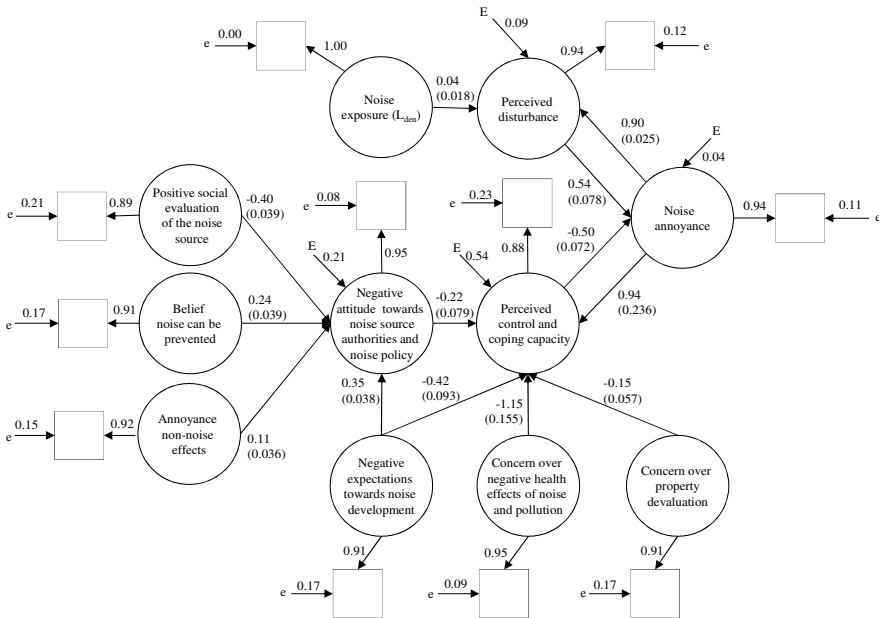 0.00
e
1.00
Noise
exposure (Lden)
0.04
(0.018)
E
0.09
Perceived
disturbance
0.94
0.12
e
0.90
(0.025)
E
0.04
0.54
(0.078)
Noise
annoyance
0.94
0.11
e
0.21
e
0.89
Positive social
evaluation
of the noise
source
-0.40
(0.039)
e
0.08
0.95
E
0.21
e
0.23
0.88
E
0.54
-0.50
(0.072)
0.94
(0.236)
0.17
e
0.91
Belief
noise can be
prevented
0.24
(0.039)
Negative
attitude towards
noise source
authorities and
noise policy
-0.22
(0.079)
Perceived
control and
coping capacity
0.15
e
0.92
Annoyance
non-noise
effects
0.11
(0.036)
0.35
(0.038)
-0.42
(0.093)
-1.15
(0.155)
-0.15
(0.057)
Negative
expectations
towards noise
development
Concern over
negative health
effects of noise
and pollution
Concern over
property
devaluation
0.91
0.95
0.91
e
0.17
e
0.09
e
0.17